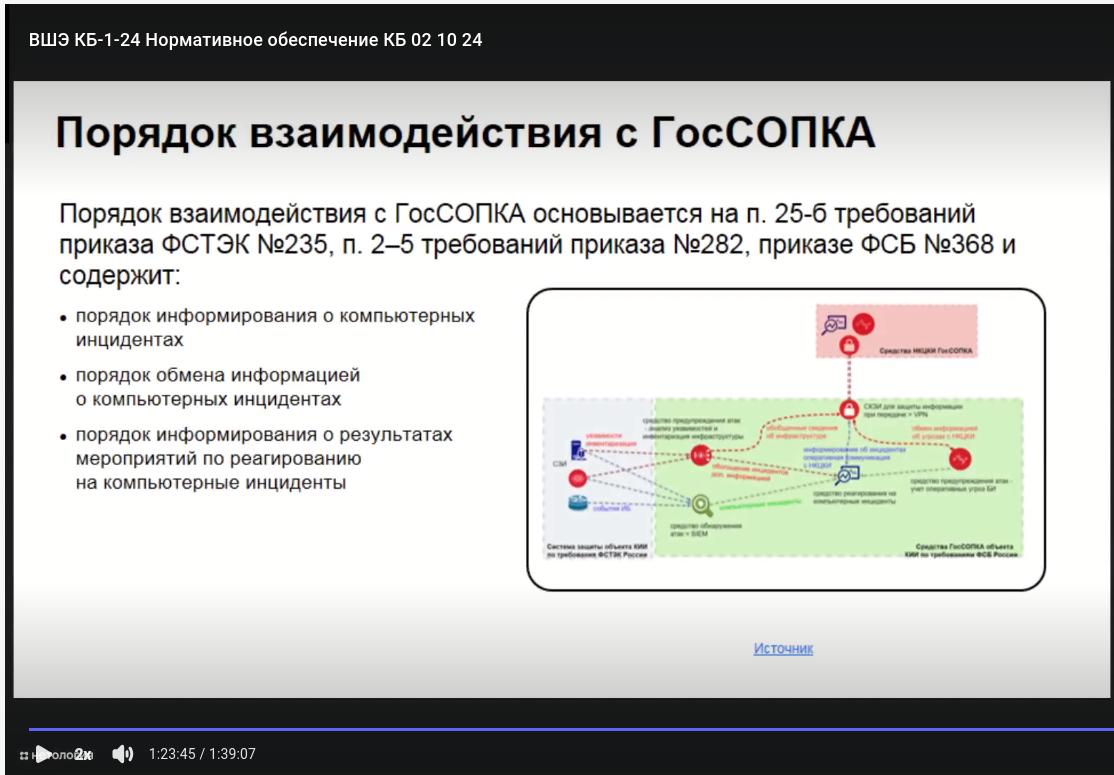 ВШЭ КБ-1-24 Нормативное обеспечение КБ 02 10 24
Порядок взаимодействия с ГосСОПКА
Порядок взаимодействия с ГосСОПКА основывается на п. 25-б требований
приказа ФСТЭК №235, п. 2–5 требований приказа №282, приказе ФСБ №368 и
содержит:
• порядок информирования о компьютерных
инцидентах
• порядок обмена информацией
о компьютерных инцидентах
• порядок информирования о результатах
мероприятий по реагированию
на компьютерные инциденты
Средства НКЦКИ ГосСОПКА
СКЗИ для защиты информации
при передаче = VPN
средство предупреждения атак
- анализ уязвимостей и
инвентаризация инфраструктуры
уязвимости
инвентаризация
обобщенные сведения
об инфраструктуре
обмен информацией
об угрозах с НКЦКИ
информирование об инцидентах
оперативная коммуникация
с НКЦКИ
СЗИ
обогощение инцидентов
доп. информацией
средство предупреждения атак -
учет оперативных угроз БИ
средство реагирования на
компьютерные инциденты
события ИБ
компьютерные инциденты
средство обнаружения
атак = SIEM
Система защиты объекта КИИ
по требования ФСТЭК России
Средства ГосСОПКА объекта
КИИ по требованиям ФСБ России
Источник
2x
1:23:45 / 1:39:07